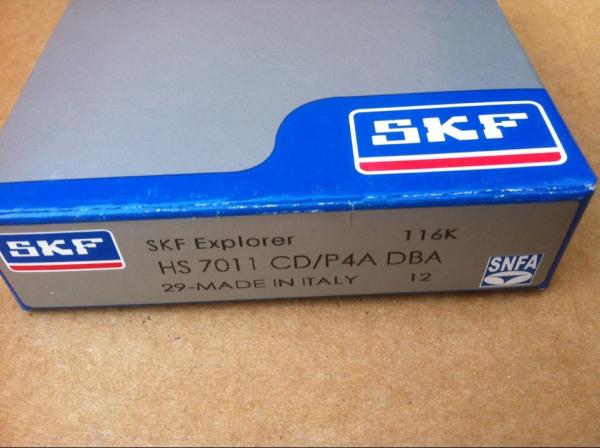 SKF
SKF
SKF Explorer 116K
HS 7011 CD/P4A DBA
29-MADE IN ITALY 12
SNFA